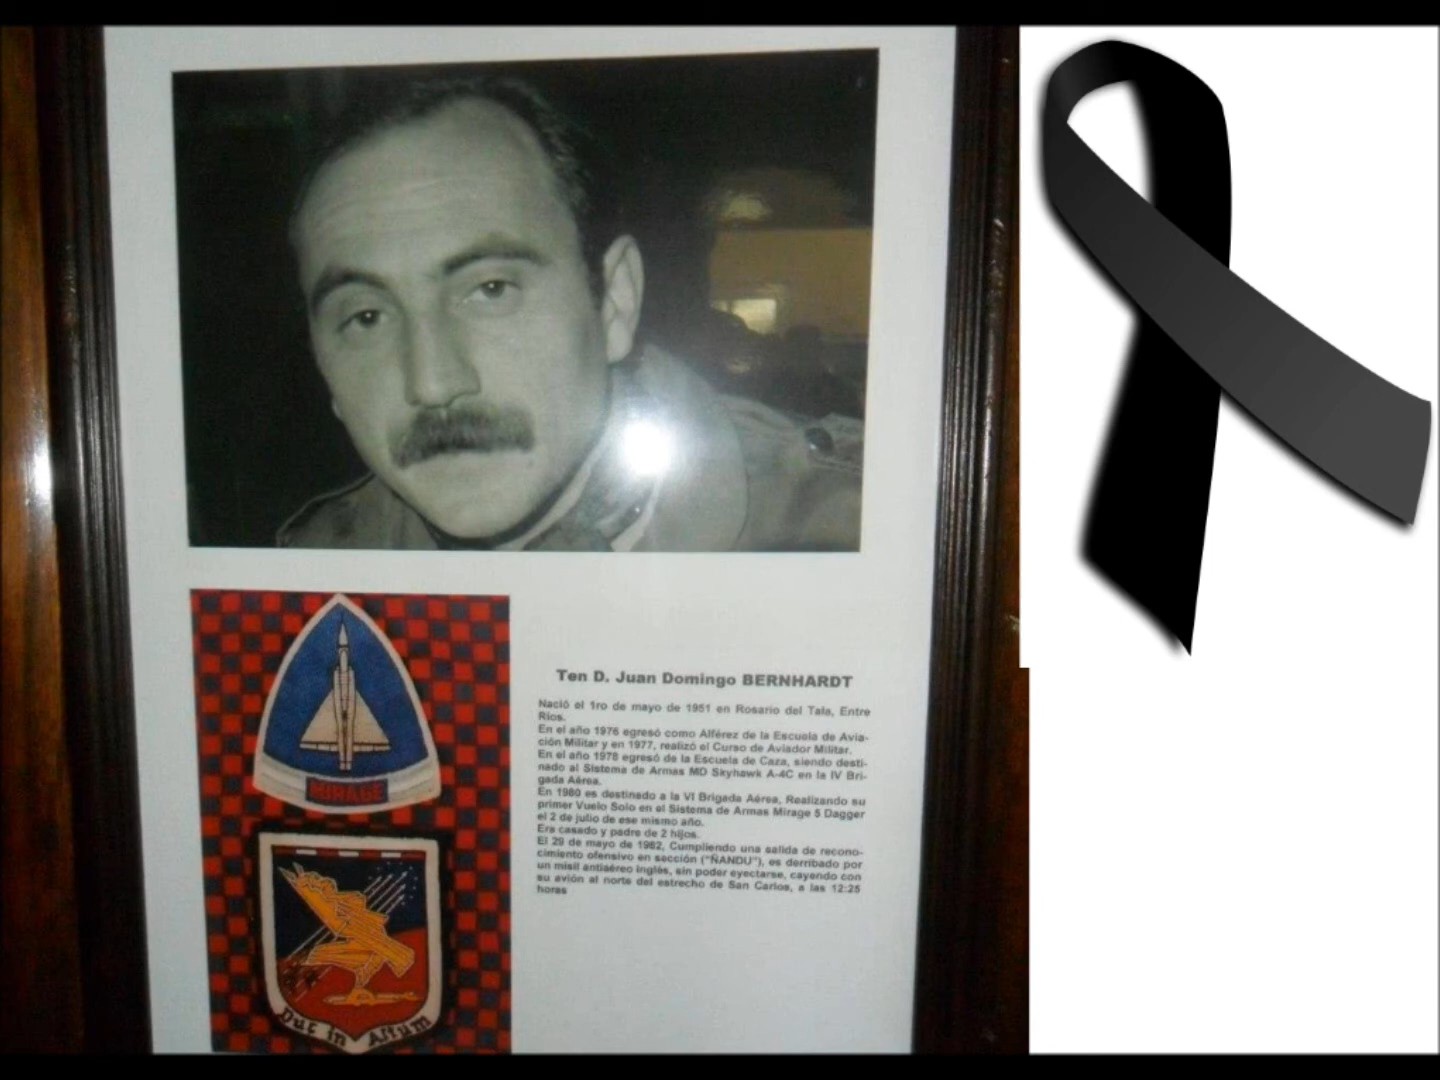 Ten D. Juan Domingo BERNHARDT
Nació el 1ro de mayo de 1951 en Rosario del Tala, Entre
Ríos.
En el año 1976 egresó como Alférez de la Escuela de Avia-
ción Militar y en 1977, realizó el Curso de Aviador Militar.
En el año 1978 egresó de la Escuela de Caza, siendo desti-
nado al Sistema de Armas MD Skyhawk A-4C en la IV Bri-
gada Aérea.
En 1980 es destinado a la VI Brigada Aérea, Realizando su
primer Vuelo Solo en el Sistema de Armas Mirage 5 Dagger
el 2 de julio de ese mismo año.
Era casado y padre de 2 hijos.
El 29 de mayo de 1982, Cumpliendo una salida de recono-
cimiento ofensivo en sección ("ÑANDU"), es derribado por
un misil antiaéreo inglés, sin poder eyectarse, cayendo con
su avión al norte del estrecho de San Carlos, a las 12:25
horas
MIRAGE
Duc in Altum